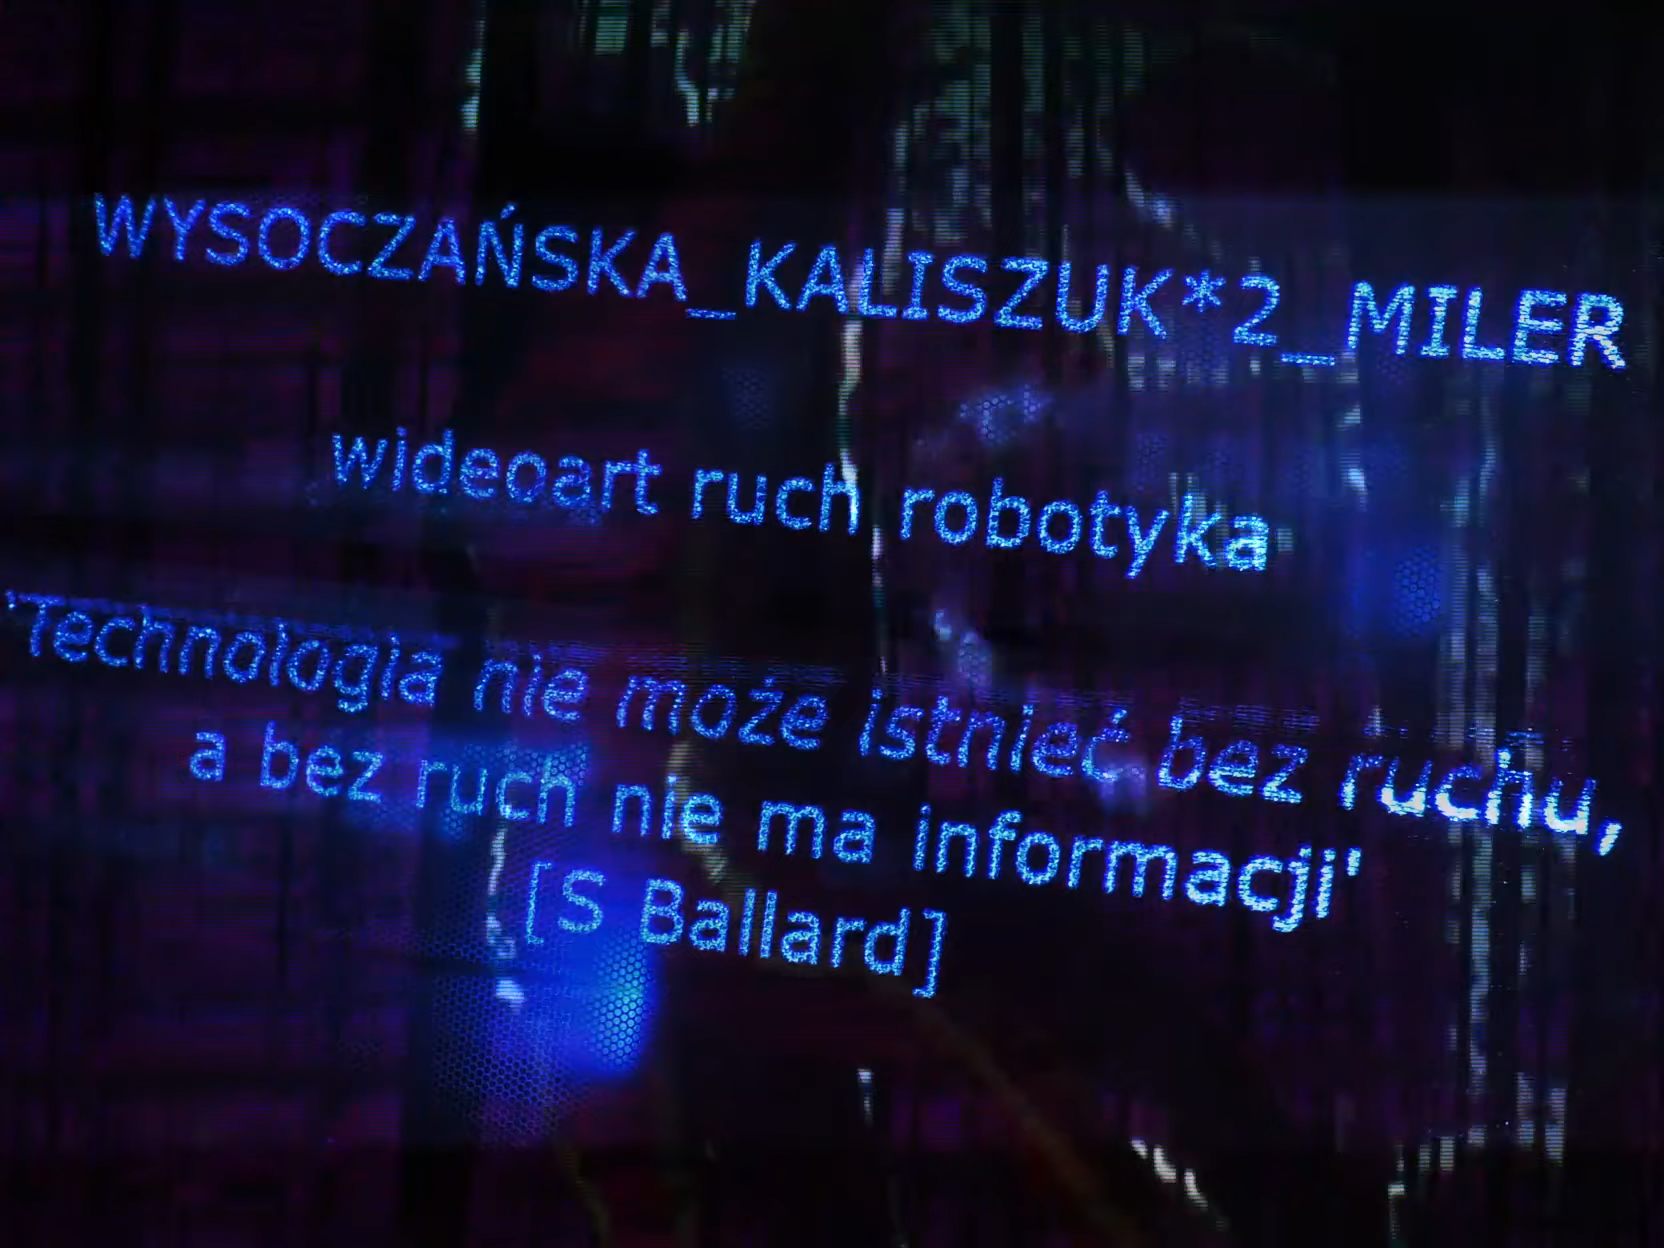 WYSOCZAŃSKA_KALISZUK*2_MILER
wideoart ruch robotyka
'Technologia nie może istnieć bez ruchu,
a bez ruch nie ma informacji'
[S Ballard]